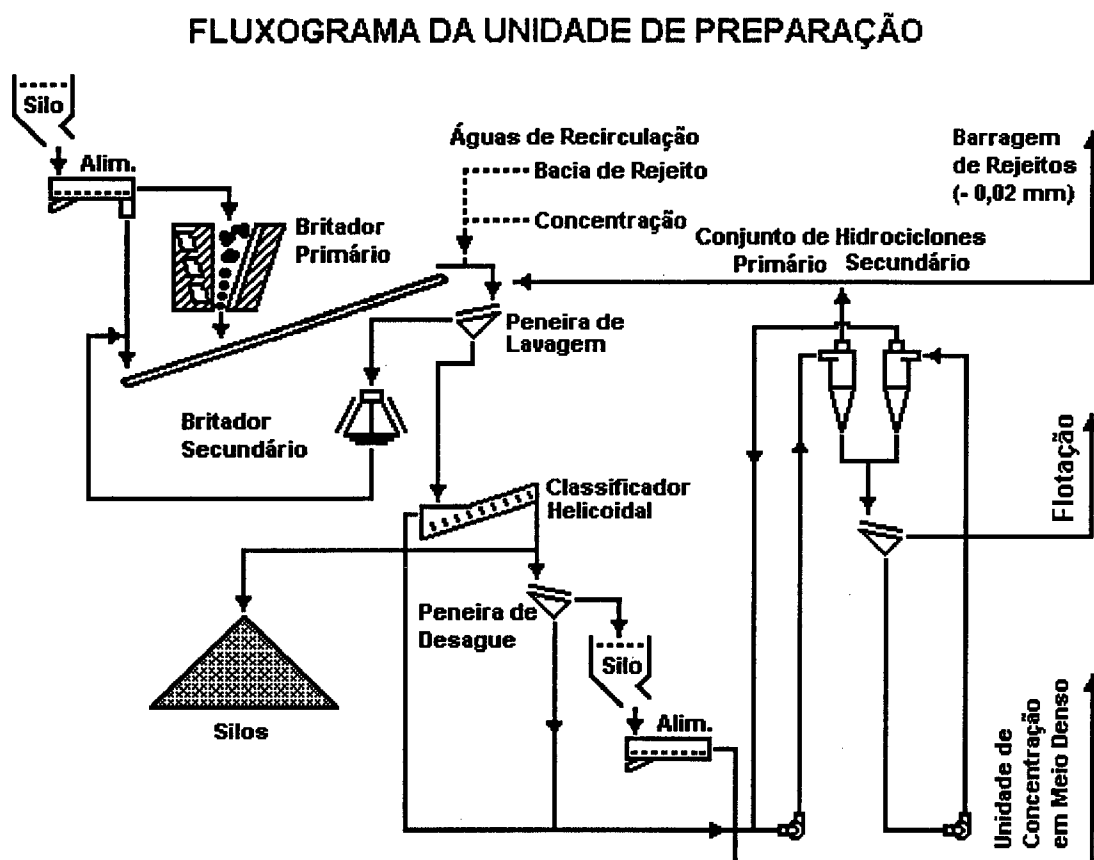 FLUXOGRAMA DA UNIDADE DE PREPARAÇÃO
Silo
Alim.
Britador
Primário
Águas de Recirculação
Bacia de Rejeito
Concentração
Barragem
de Rejeitos
(- 0,02 mm)
Conjunto de Hidrociclones
Primário Secundário
Peneira de
Lavagem
Britador
Secundário
Classificador
Helicoidal
Flotação
Peneira de
Desague
Silo
Silos
Alim.
Unidade de
Concentração
em Meio Denso